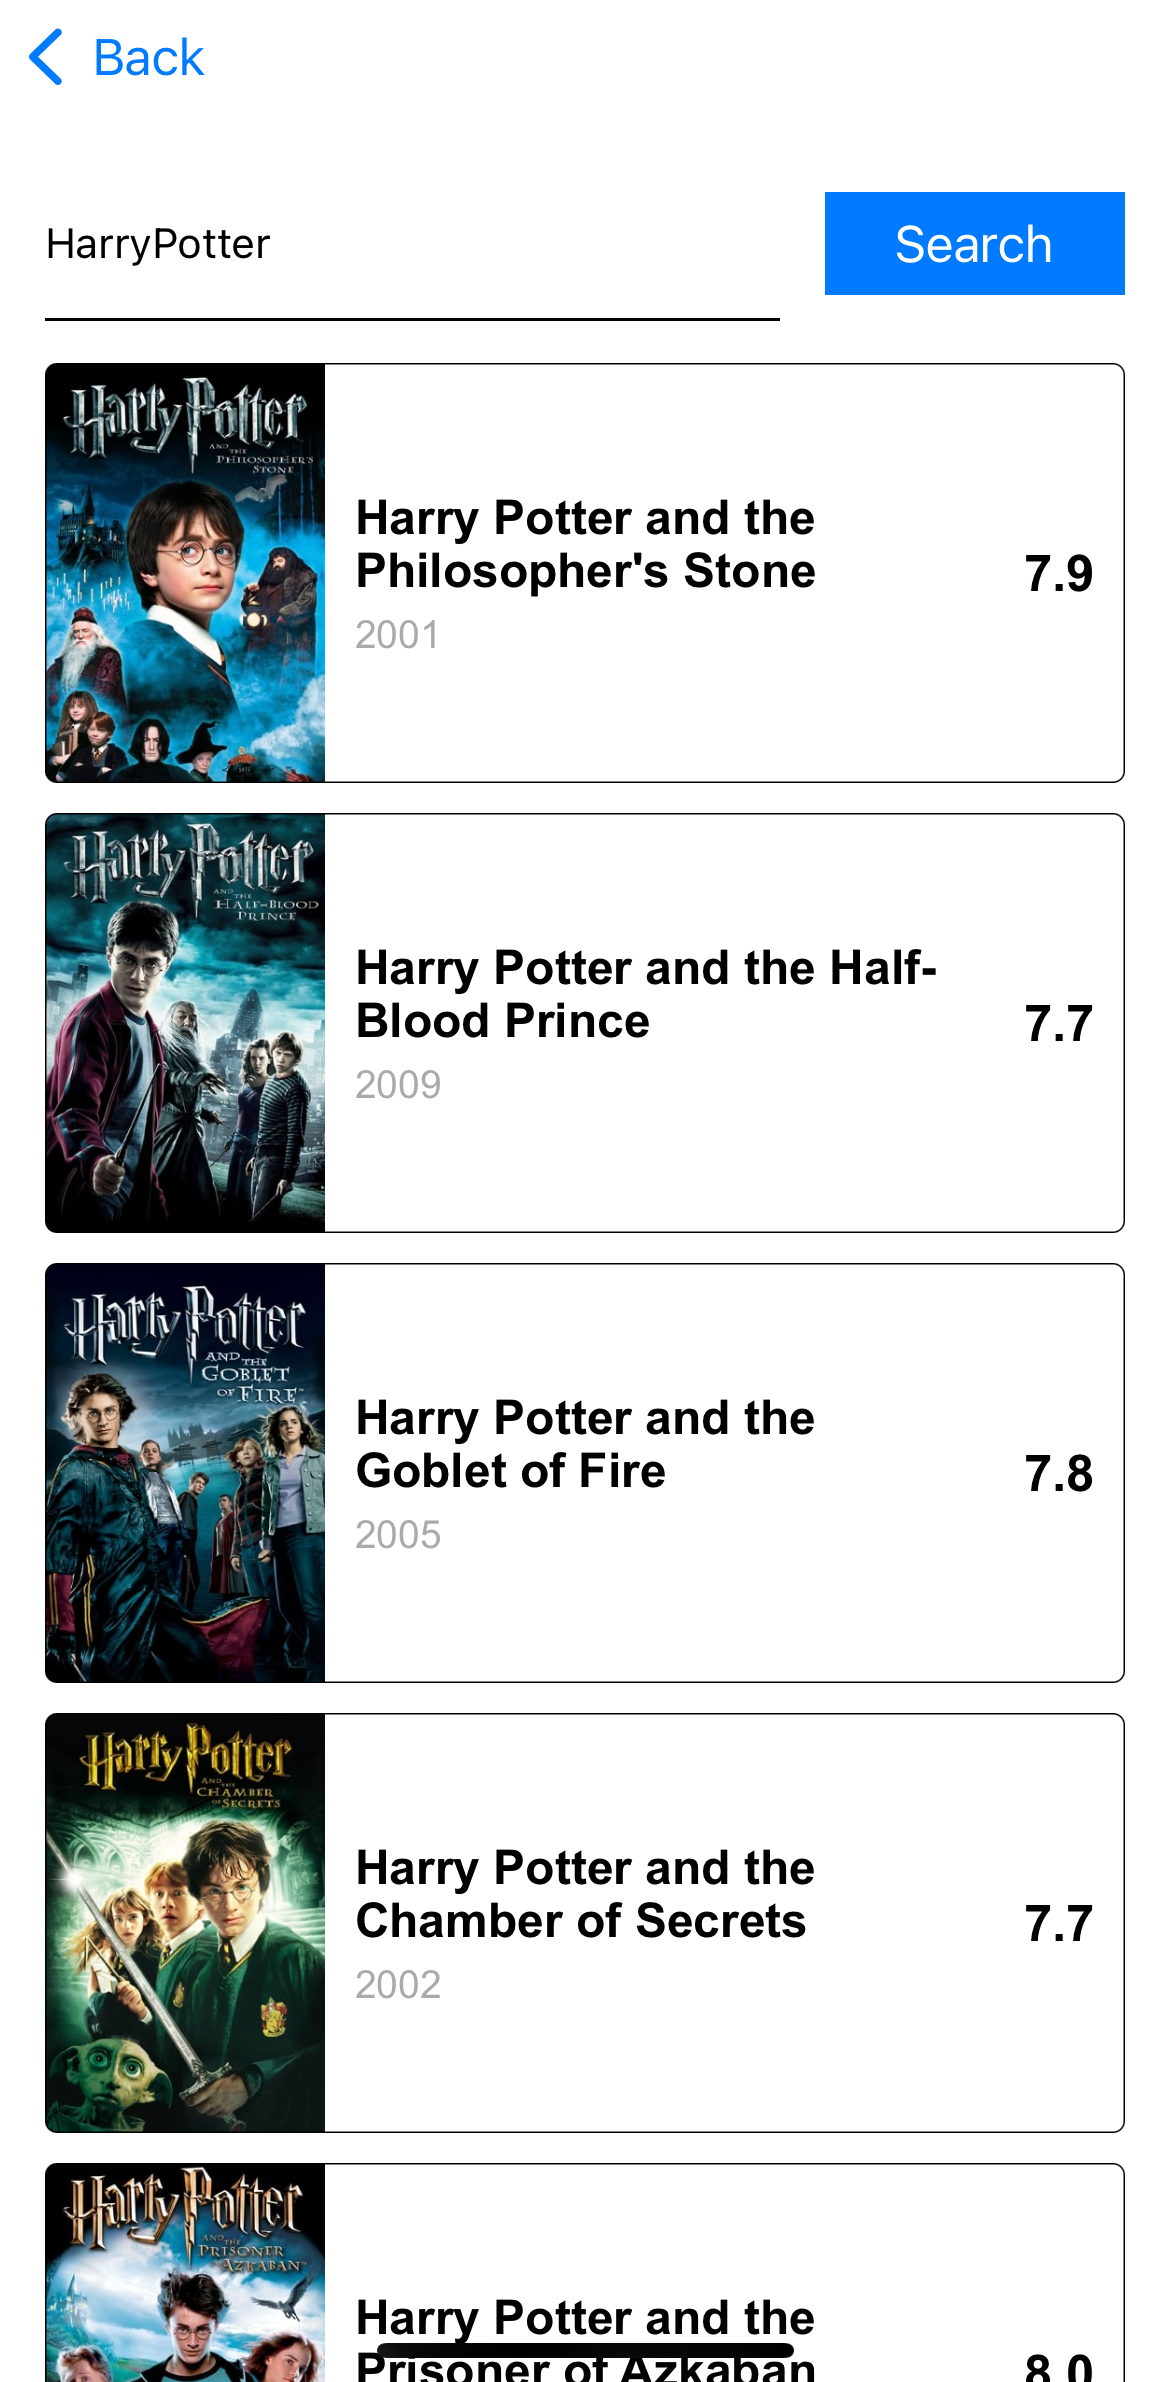 Back
HarryPotter
Search
Harry Potter
AND THE
PHILOSOPHER'S
STONE
Harry Potter and the
Philosopher's Stone
7.9
2001
Harry Potter
AND THE
HALF-BLOOD
PRINCE
Harry Potter and the Half-
Blood Prince
7.7
2009
Harry Potter
AND THE
GOBLET
OF FIRE
Harry Potter and the
Goblet of Fire
7.8
2005
Harry Potter
AND THE
CHAMBER
OF SECRETS
Harry Potter and the
Chamber of Secrets
7.7
2002
Harry Potter
AND THE
PRISONER
AZKABAN
Harry Potter and the
Prisoner of Azkaban
8.0